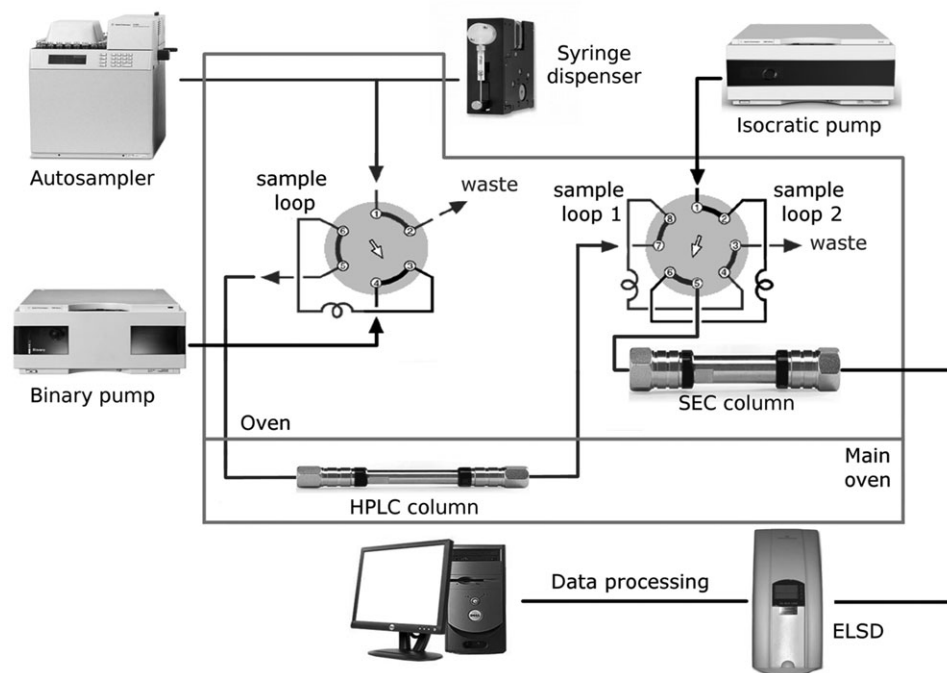 Syringe
dispenser
Isocratic pump
Autosampler
sample
loop
waste
sample
loop 1
sample
loop 2
1
2
3
4
5
6
1
2
3
4
5
6
7
8
waste
Binary pump
SEC column
Oven
Main
oven
HPLC column
Data processing
ELSD